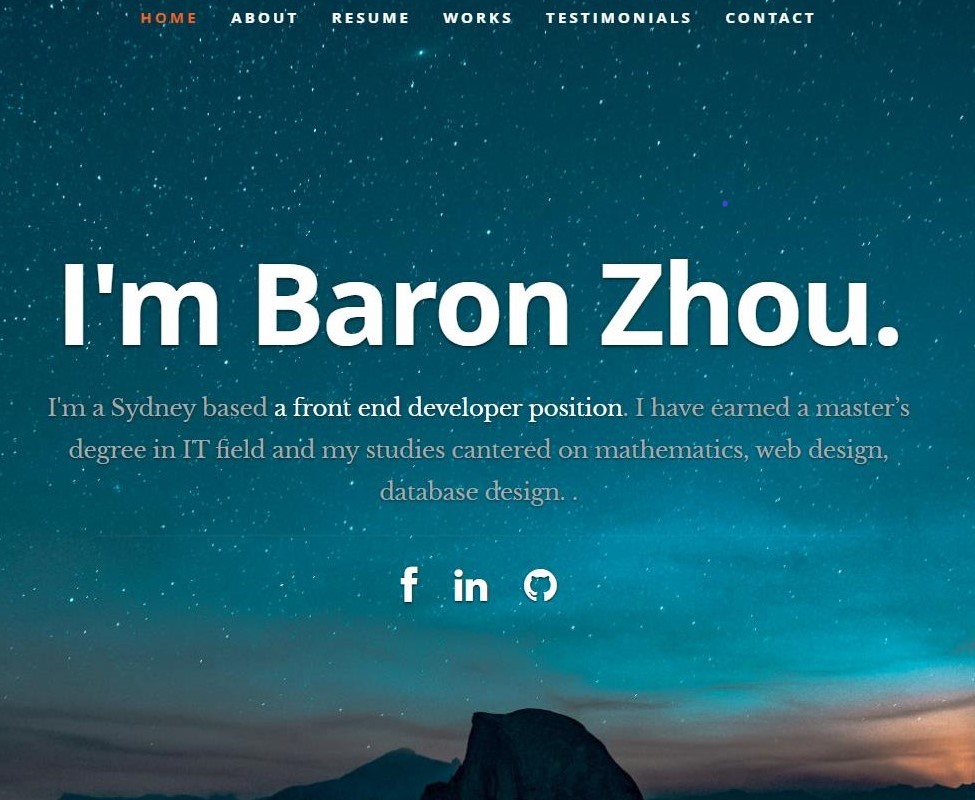 HOME ABOUT RESUME WORKS TESTIMONIALS CONTACT
I'm Baron Zhou.
I'm a Sydney based a front end developer position. I have earned a master’s
degree in IT field and my studies cantered on mathematics, web design,
database design. .